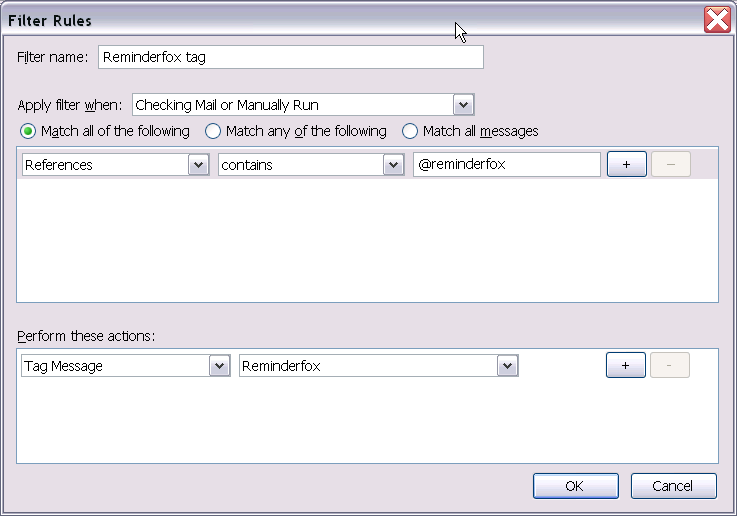 Filter Rules
Filter name: Reminderfox tag
Apply filter when: Checking Mail or Manually Run
Match all of the following Match any of the following Match all messages
References contains @reminderfox + –
Perform these actions:
Tag Message Reminderfox + -
OK Cancel